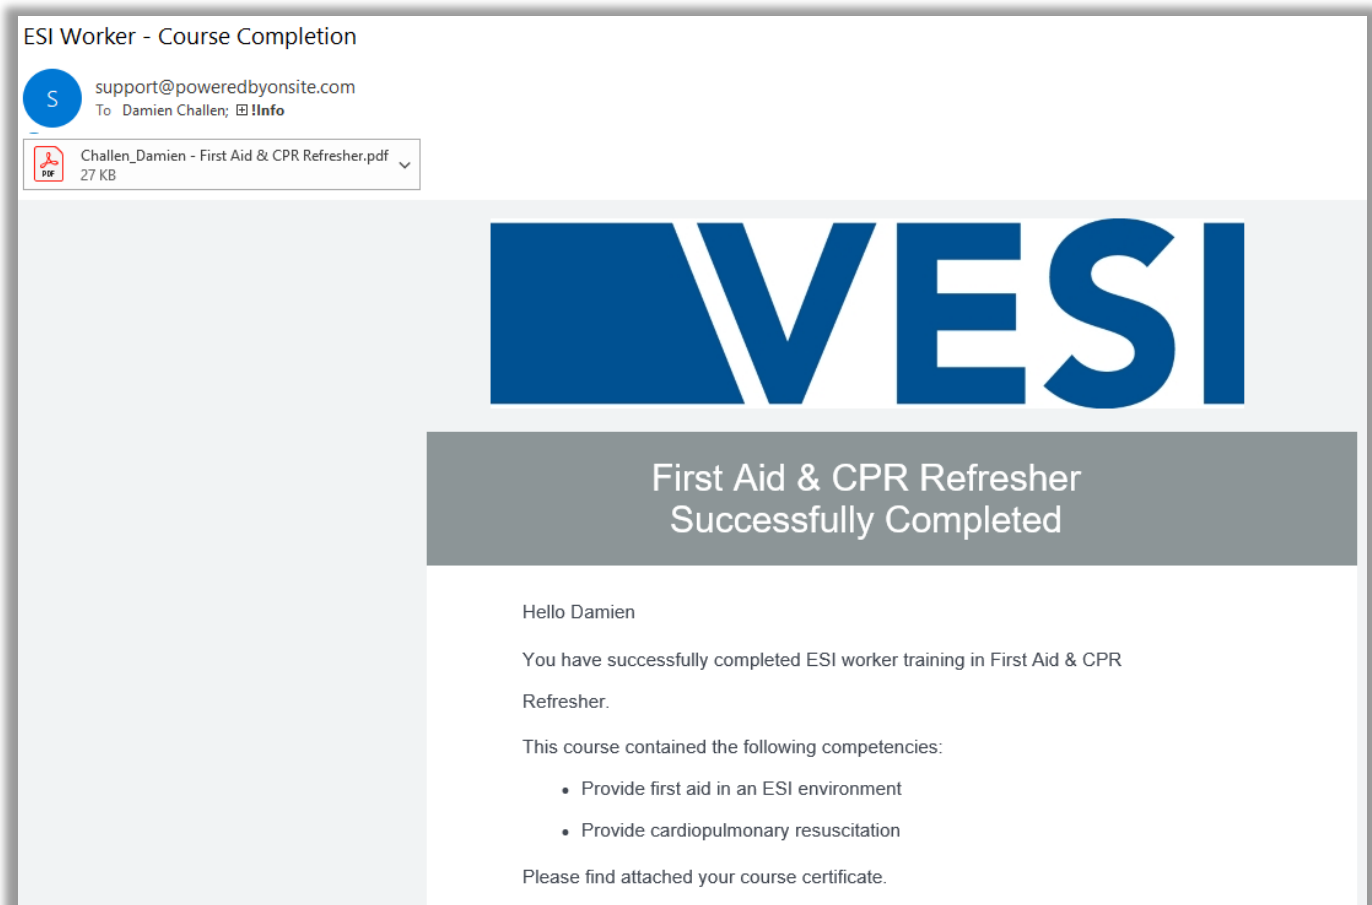 ESI Worker - Course Completion
S
support@poweredbyonsite.com
To Damien Challen; !Info
PDF
Challen_Damien - First Aid & CPR Refresher.pdf
27 KB
VESI
First Aid & CPR Refresher
Successfully Completed
Hello Damien
You have successfully completed ESI worker training in First Aid & CPR
Refresher.
This course contained the following competencies:
• Provide first aid in an ESI environment
• Provide cardiopulmonary resuscitation
Please find attached your course certificate.